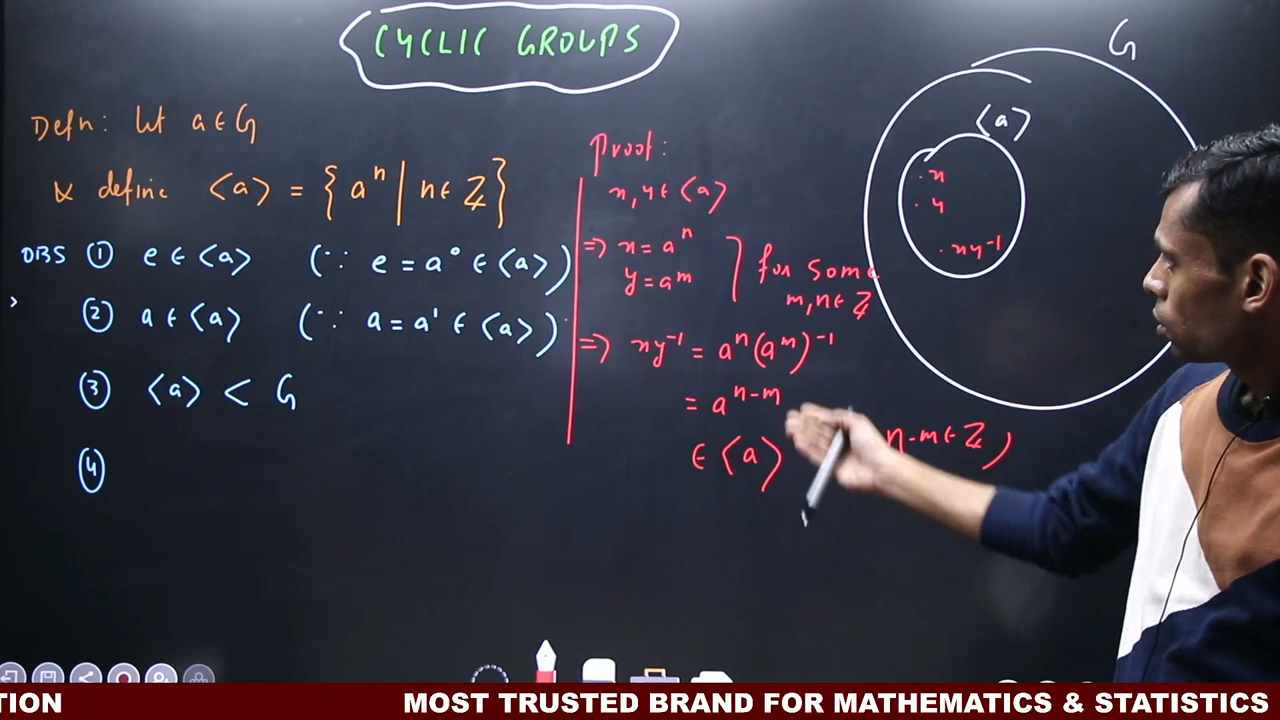 CYCLIC GROUPS
Defn: let a ∈ G
& define ⟨a⟩ = { aⁿ | n ∈ ℤ }
OBS ① e ∈ ⟨a⟩ (∵ e = a⁰ ∈ ⟨a⟩)
② a ∈ ⟨a⟩ (∵ a = a¹ ∈ ⟨a⟩)
③ ⟨a⟩ < G
④
Proof:
x, y ∈ ⟨a⟩
⇒ x = aⁿ
y = aᵐ } for some
m, n ∈ ℤ
⇒ xy⁻¹ = aⁿ(aᵐ)⁻¹
= aⁿ⁻ᵐ
∈ ⟨a⟩ n-m ∈ ℤ)
G
⟨a⟩
. x
. y
. xy⁻¹
TION MOST TRUSTED BRAND FOR MATHEMATICS & STATISTICS